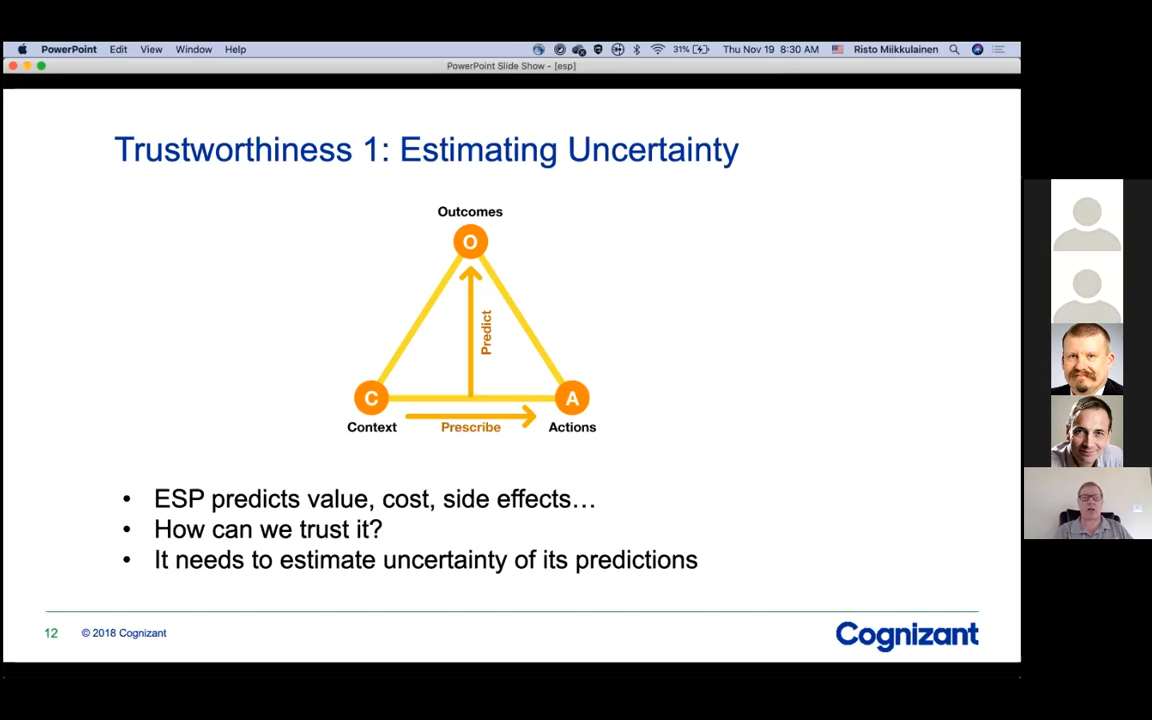 PowerPoint Edit View Window Help 31% Thu Nov 19 8:30 AM Risto Miikkulainen
PowerPoint Slide Show - [esp]
Trustworthiness 1: Estimating Uncertainty
Outcomes
O
Predict
C
A
Context
Prescribe
Actions
• ESP predicts value, cost, side effects…
• How can we trust it?
• It needs to estimate uncertainty of its predictions
12 © 2018 Cognizant
Cognizant